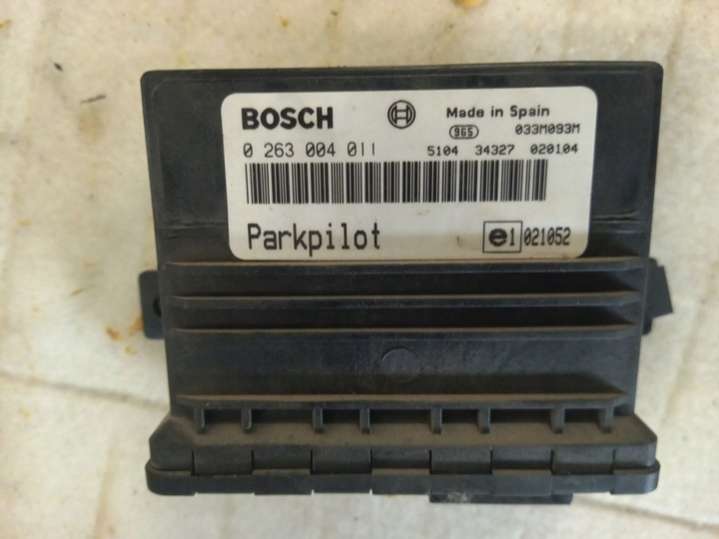 BOSCH Made in Spain
965 033M093M
0 263 004 011 5104 34327 020104
Parkpilot e1 021052